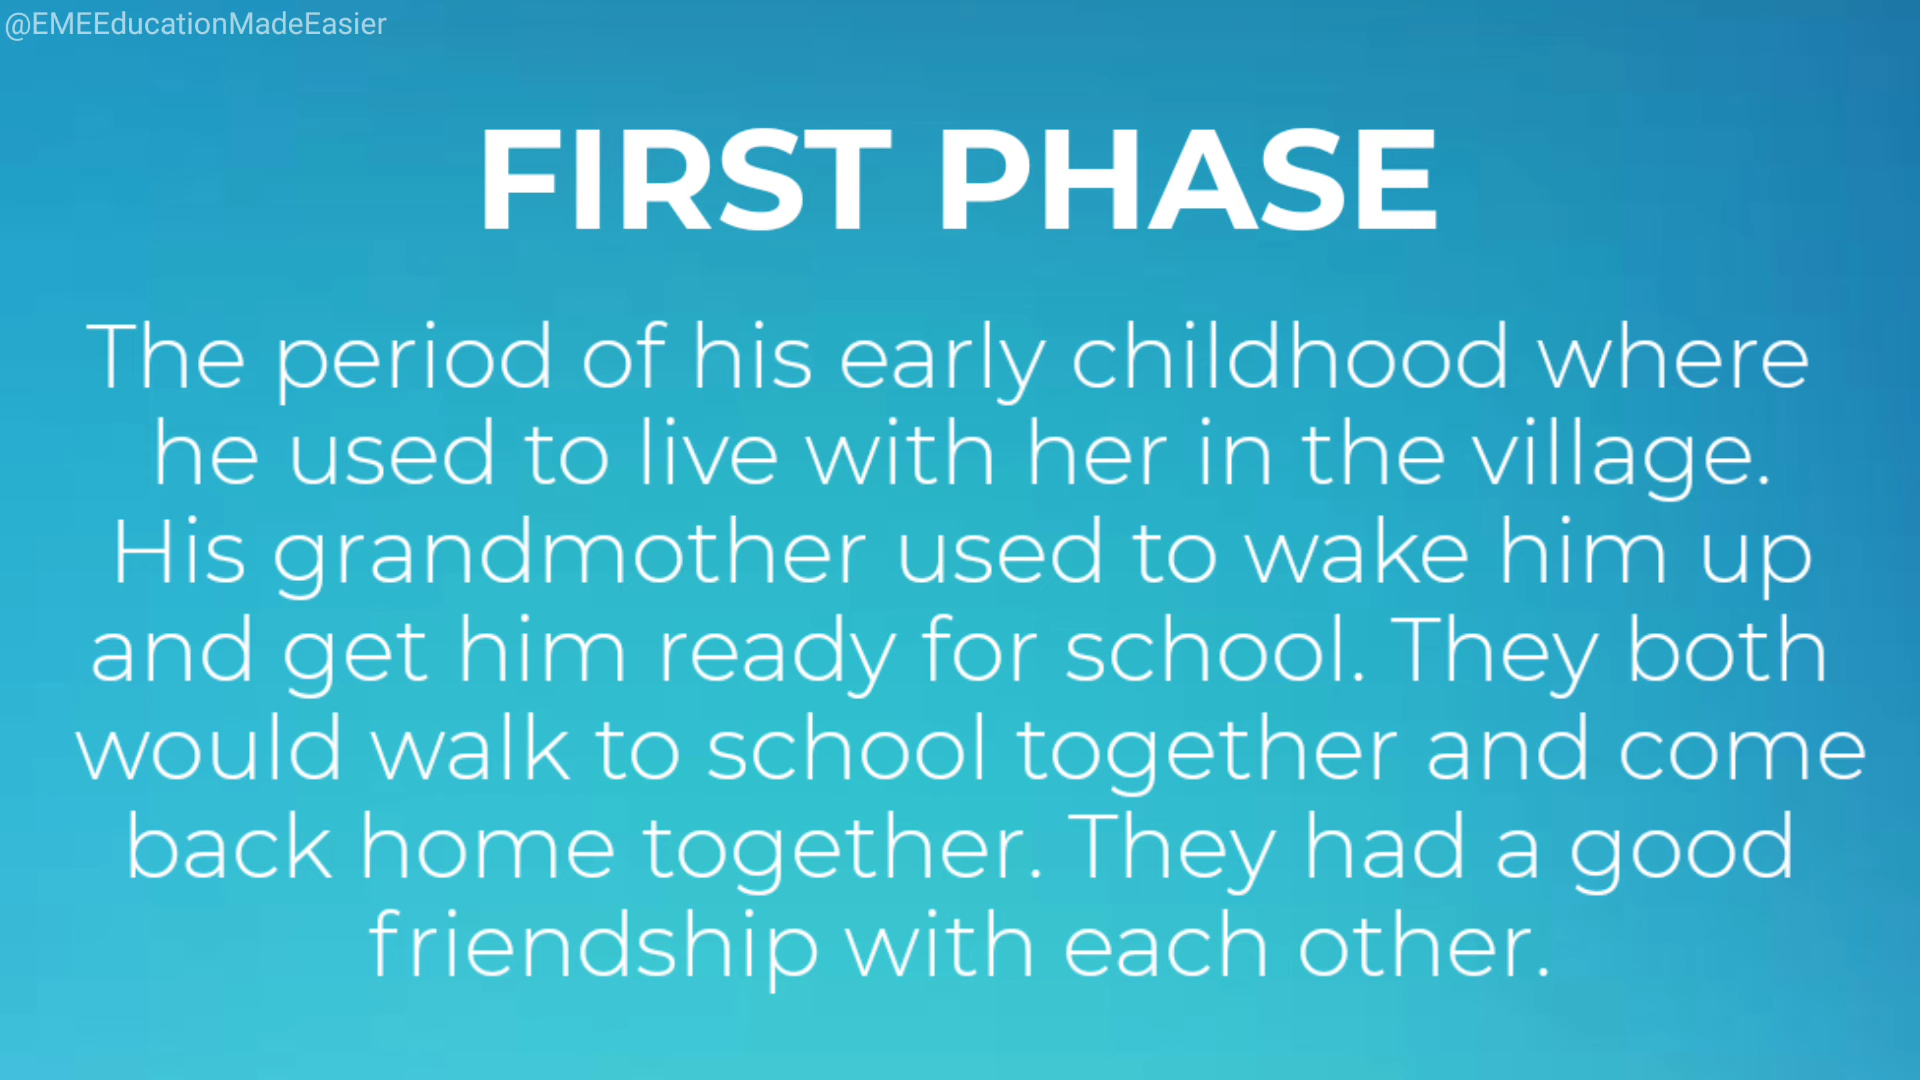 @EMEEducationMadeEasier
FIRST PHASE
The period of his early childhood where
he used to live with her in the village.
His grandmother used to wake him up
and get him ready for school. They both
would walk to school together and come
back home together. They had a good
friendship with each other.